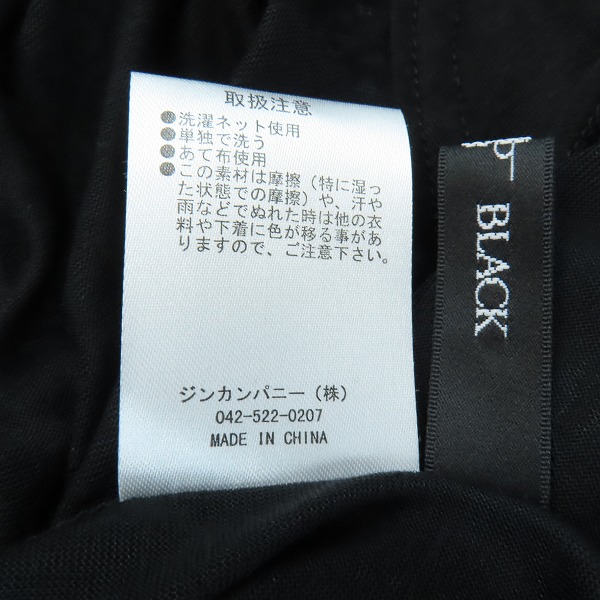 取扱注意
●洗濯ネット使用
●単独で洗う
●あて布使用
●この素材は摩擦（特に湿っ
た状態での摩擦）や、汗や
雨などでぬれた時は他の衣
料や下着に色が移る事があ
りますので、ご注意下さい。
ジンカンパニー（株）
042-522-0207
MADE IN CHINA
BLACK